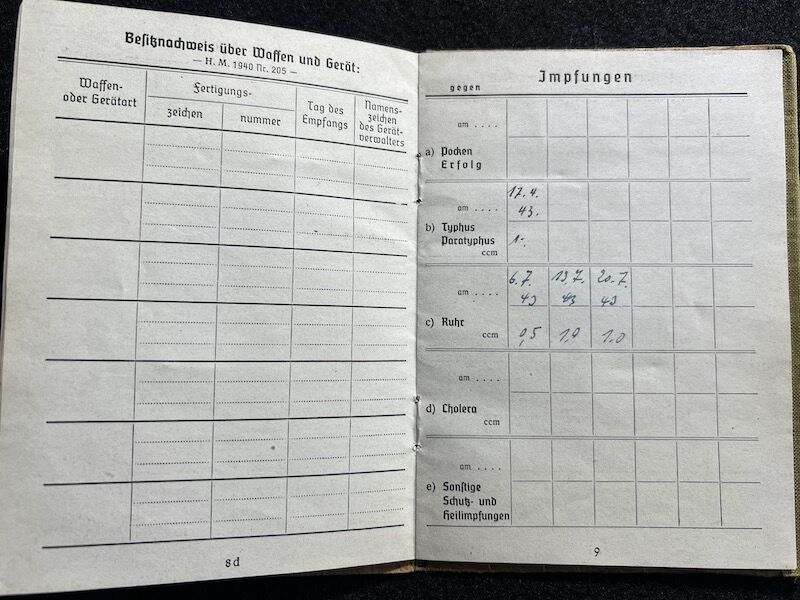 Besitznachweis über Waffen und Gerät:
— H. M. 1940 Nr. 205 —
Waffen-
oder Gerätart
Fertigungs-
zeichen
nummer
Tag des
Empfangs
Namens-
zeichen
des Gerät-
verwalters
8d
Impfungen
gegen
am . . . .
a) Pocken
Erfolg
17. 4.
am . . . .
43.
b) Typhus
Paratyphus
1-.
ccm
6. 7. 13. 7. 20. 7.
am . . . .
43 43 43
c) Ruhr
ccm 0,5 1,0 1,0
am . . . .
d) Cholera
ccm
am . . . .
e) Sonstige
Schutz- und
Heilimpfungen
9